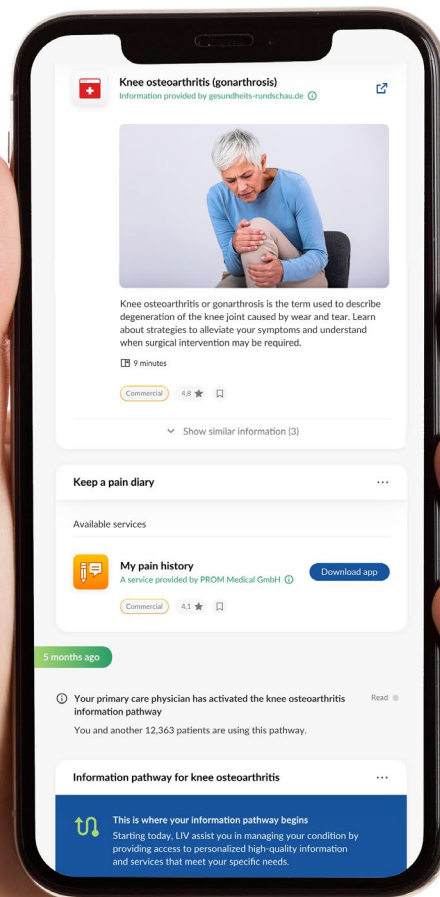 Knee osteoarthritis (gonarthrosis)
Information provided by gesundheits-rundschau.de
Knee osteoarthritis or gonarthrosis is the term used to describe
degeneration of the knee joint caused by wear and tear. Learn
about strategies to alleviate your symptoms and understand
when surgical intervention may be required.
9 minutes
Commercial 4.8
Show similar information (3)
Keep a pain diary
Available services
My pain history
A service provided by PROM Medical GmbH
Download app
Commercial 4.1
5 months ago
Your primary care physician has activated the knee osteoarthritis
information pathway
Read
You and another 12,363 patients are using this pathway.
Information pathway for knee osteoarthritis
This is where your information pathway begins
Starting today, LIV assist you in managing your condition by
providing access to personalized high-quality information
and services that meet your specific needs.